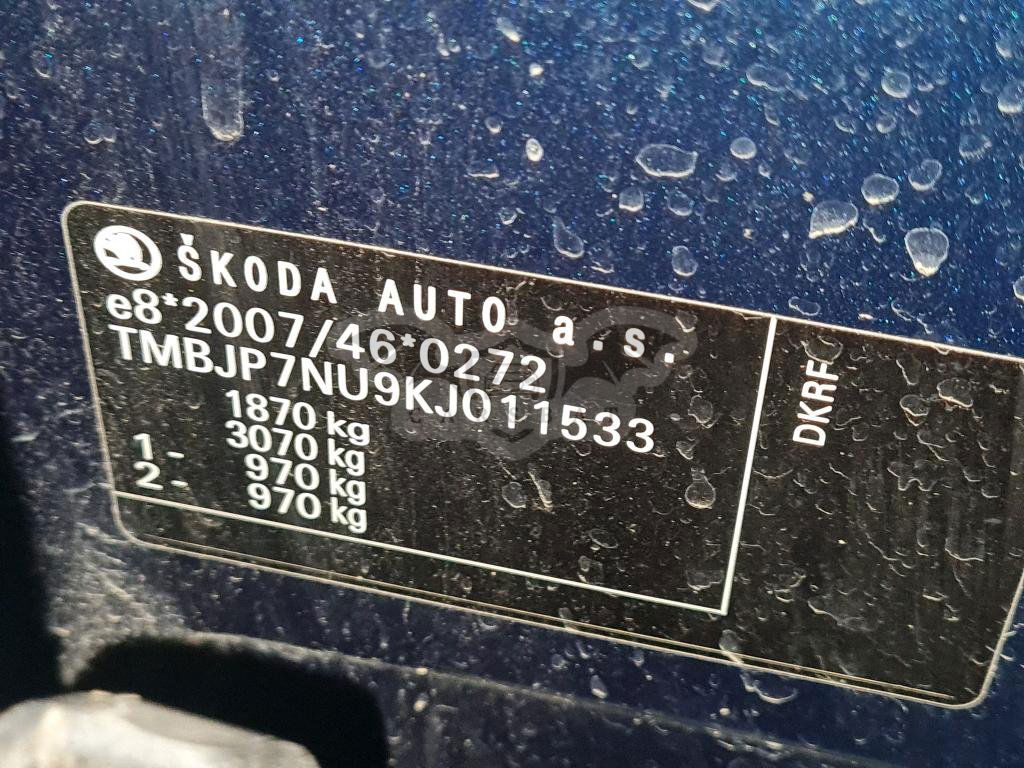 ŠKODA AUTO a.s.
e8*2007/46*0272
TMBJP7NU9KJ011533
1870 kg
3070 kg
1 - 970 kg
2 - 970 kg
DKRF